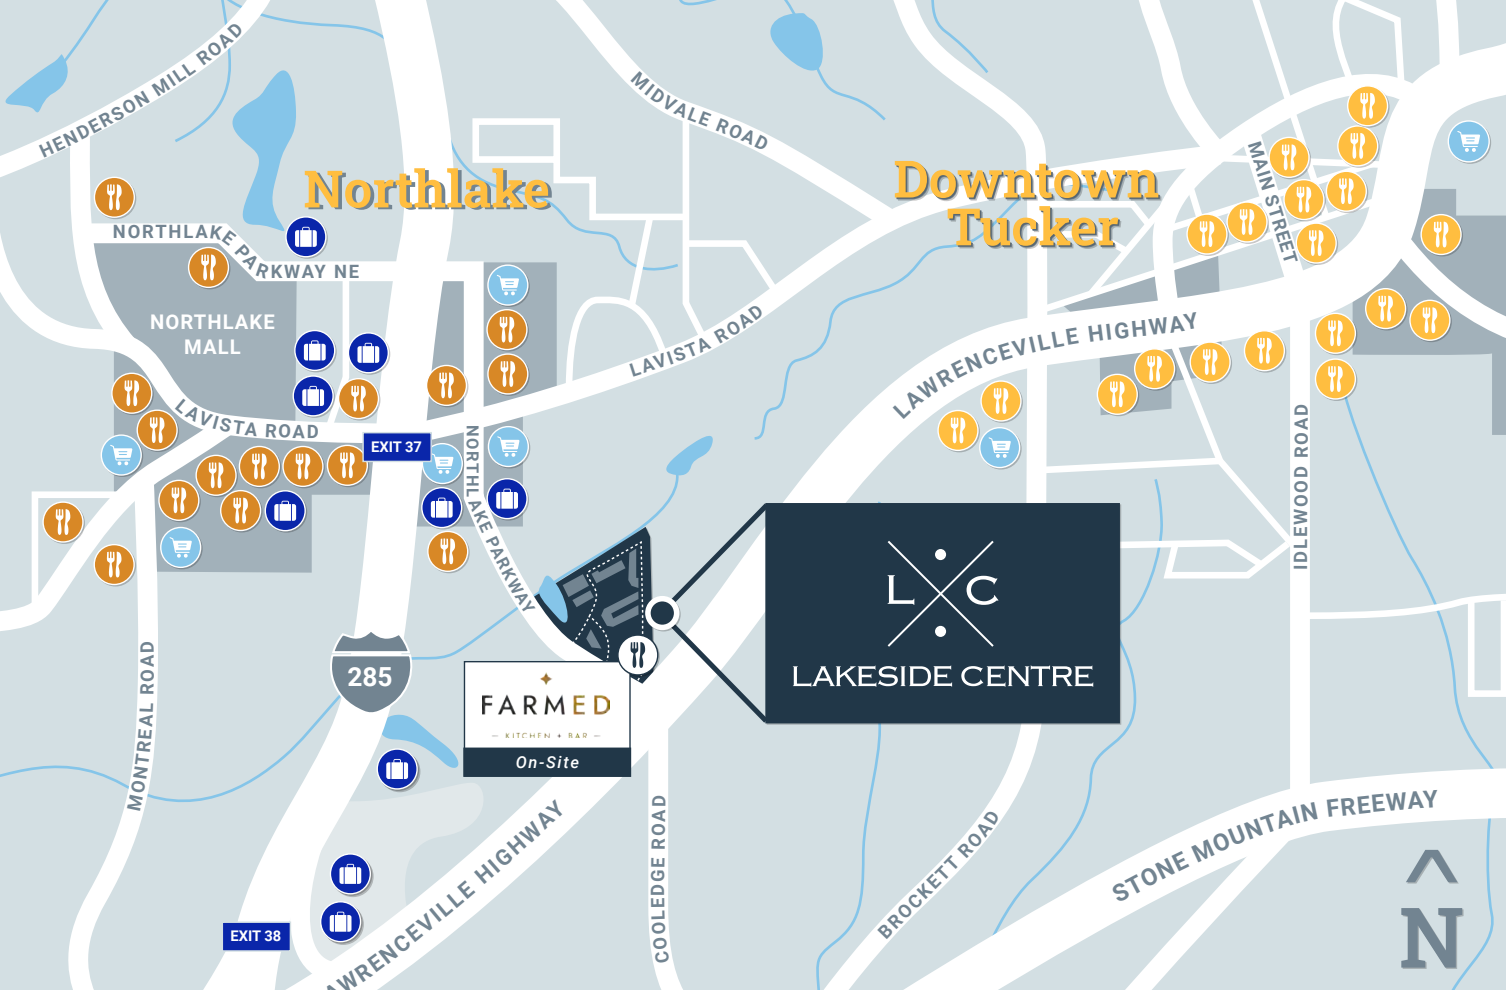 HENDERSON MILL ROAD
MIDVALE ROAD
Northlake
Downtown
Tucker
MAIN STREET
NORTHLAKE PARKWAY NE
NORTHLAKE
MALL
LAVISTA ROAD
LAWRENCEVILLE HIGHWAY
LAVISTA ROAD
EXIT 37
NORTHLAKE PARKWAY
IDLEWOOD ROAD
L C
LAKESIDE CENTRE
285
FARMED
KITCHEN + BAR
On-Site
MONTREAL ROAD
LAWRENCEVILLE HIGHWAY
COOLEDGE ROAD
BROCKETT ROAD
STONE MOUNTAIN FREEWAY
EXIT 38
N